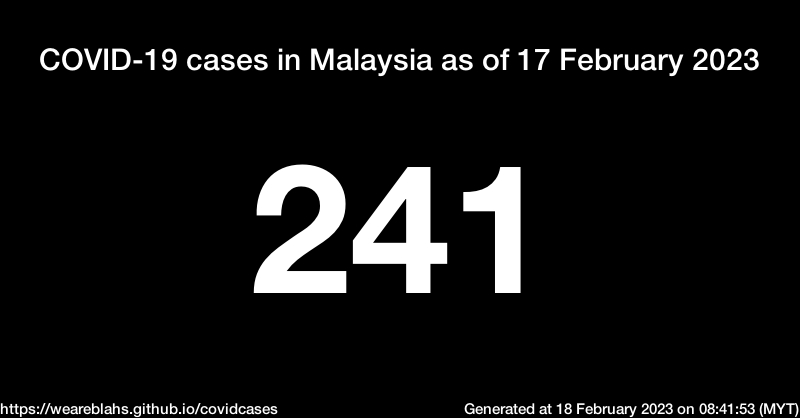 COVID-19 cases in Malaysia as of 17 February 2023
241
https://weareblahs.github.io/covidcases
Generated at 18 February 2023 on 08:41:53 (MYT)